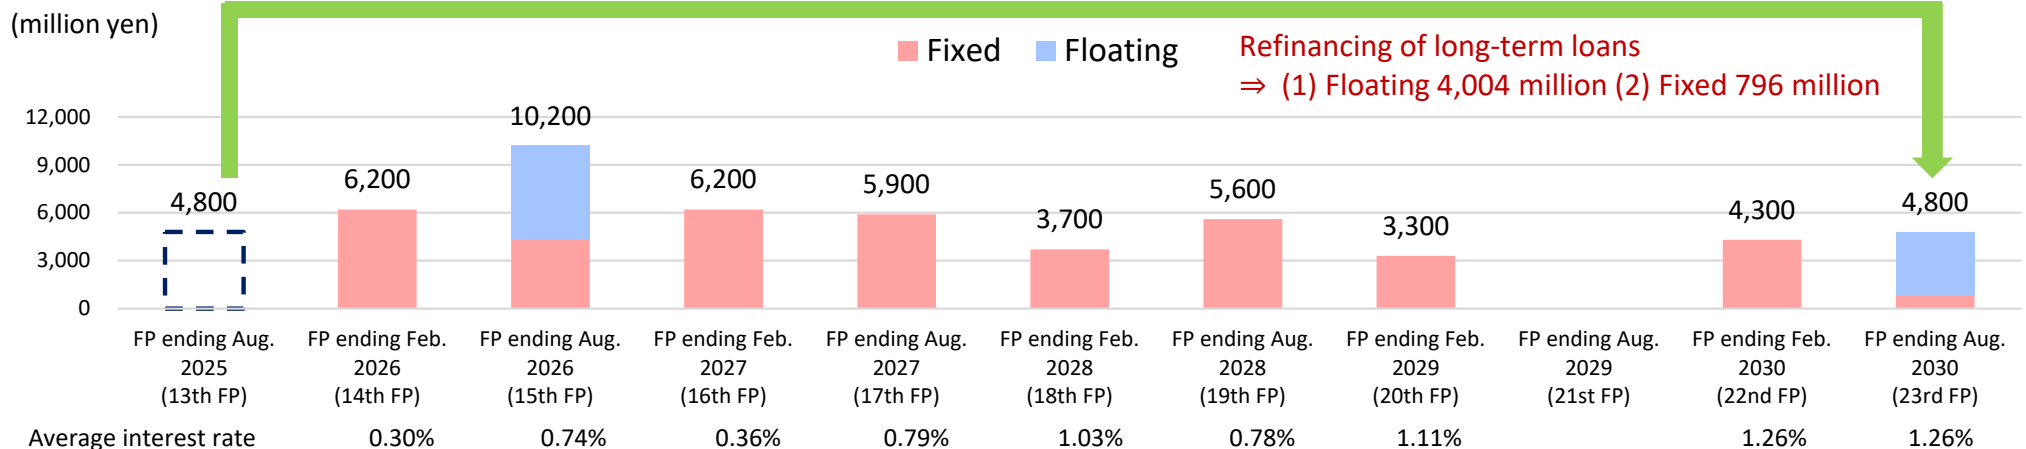 (million yen)
Fixed Floating
Refinancing of long-term loans
⇒ (1) Floating 4,004 million (2) Fixed 796 million
12,000
9,000
6,000
3,000
0
4,800
6,200
10,200
6,200
5,900
3,700
5,600
3,300
4,300
4,800
FP ending Aug. 2025 (13th FP)
FP ending Feb. 2026 (14th FP)
FP ending Aug. 2026 (15th FP)
FP ending Feb. 2027 (16th FP)
FP ending Aug. 2027 (17th FP)
FP ending Feb. 2028 (18th FP)
FP ending Aug. 2028 (19th FP)
FP ending Feb. 2029 (20th FP)
FP ending Aug. 2029 (21st FP)
FP ending Feb. 2030 (22nd FP)
FP ending Aug. 2030 (23rd FP)
Average interest rate 0.30% 0.74% 0.36% 0.79% 1.03% 0.78% 1.11% 1.26% 1.26%